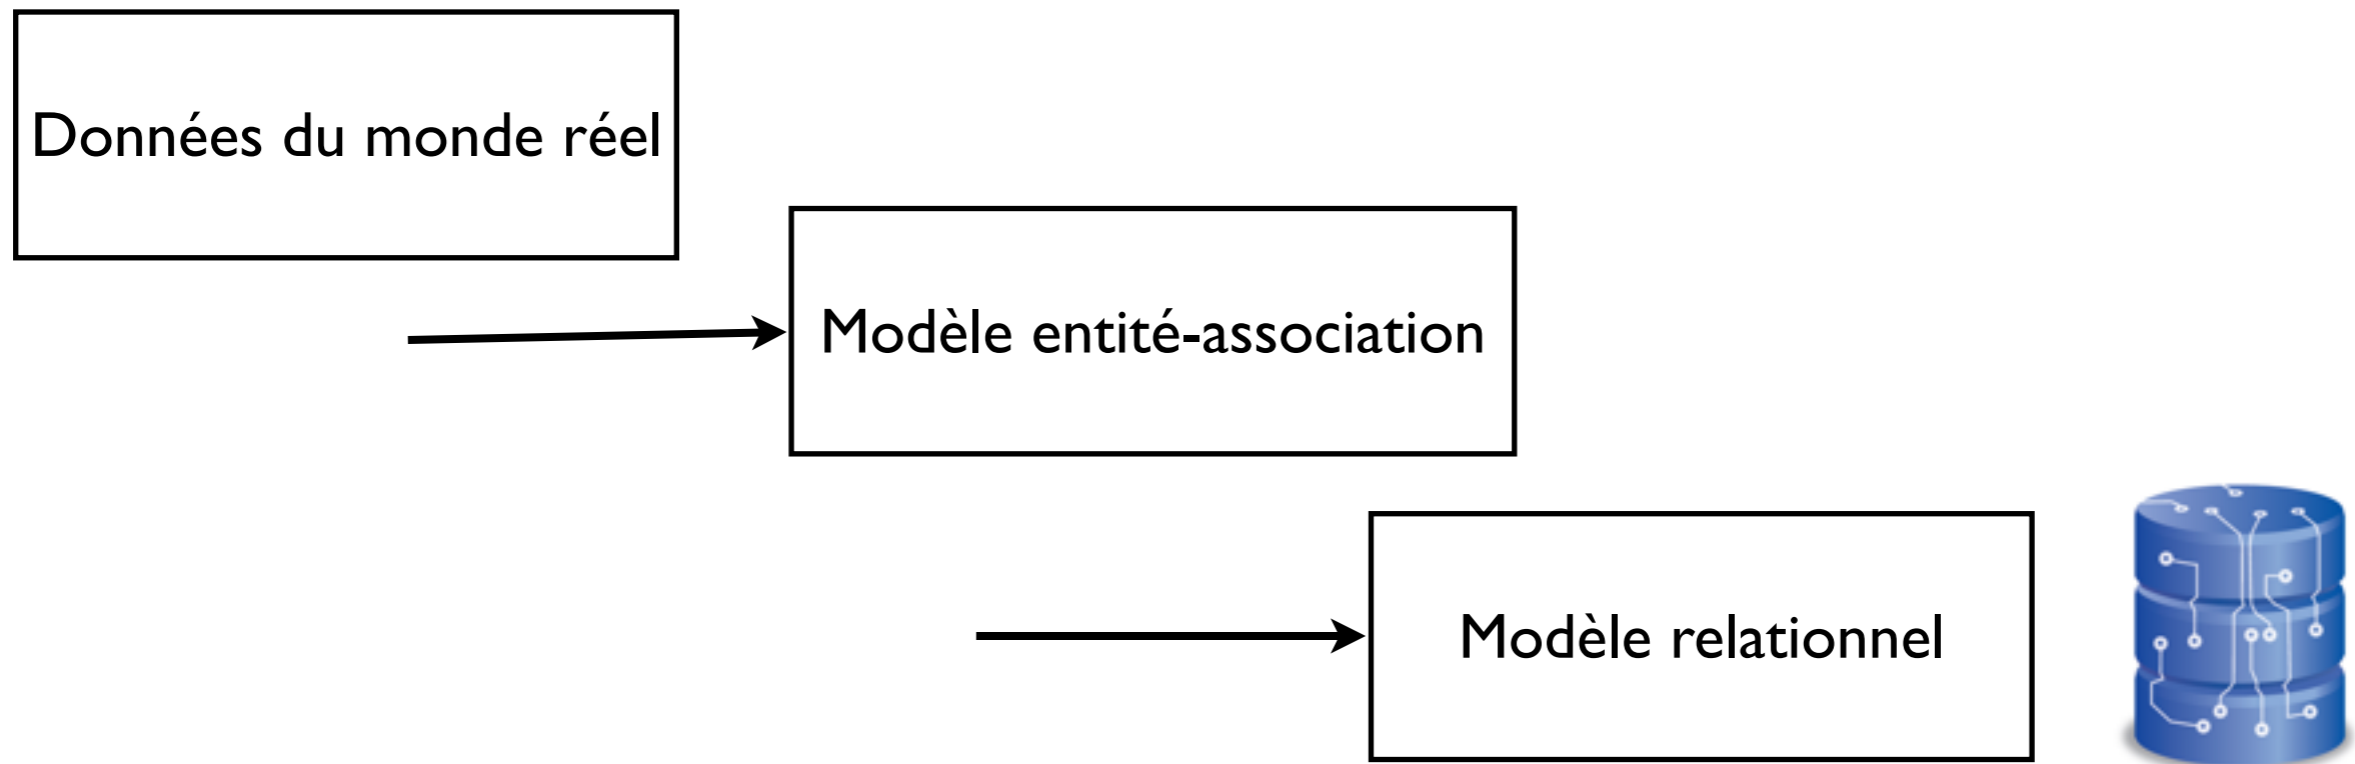 Données du monde réel
Modèle entité-association
Modèle relationnel